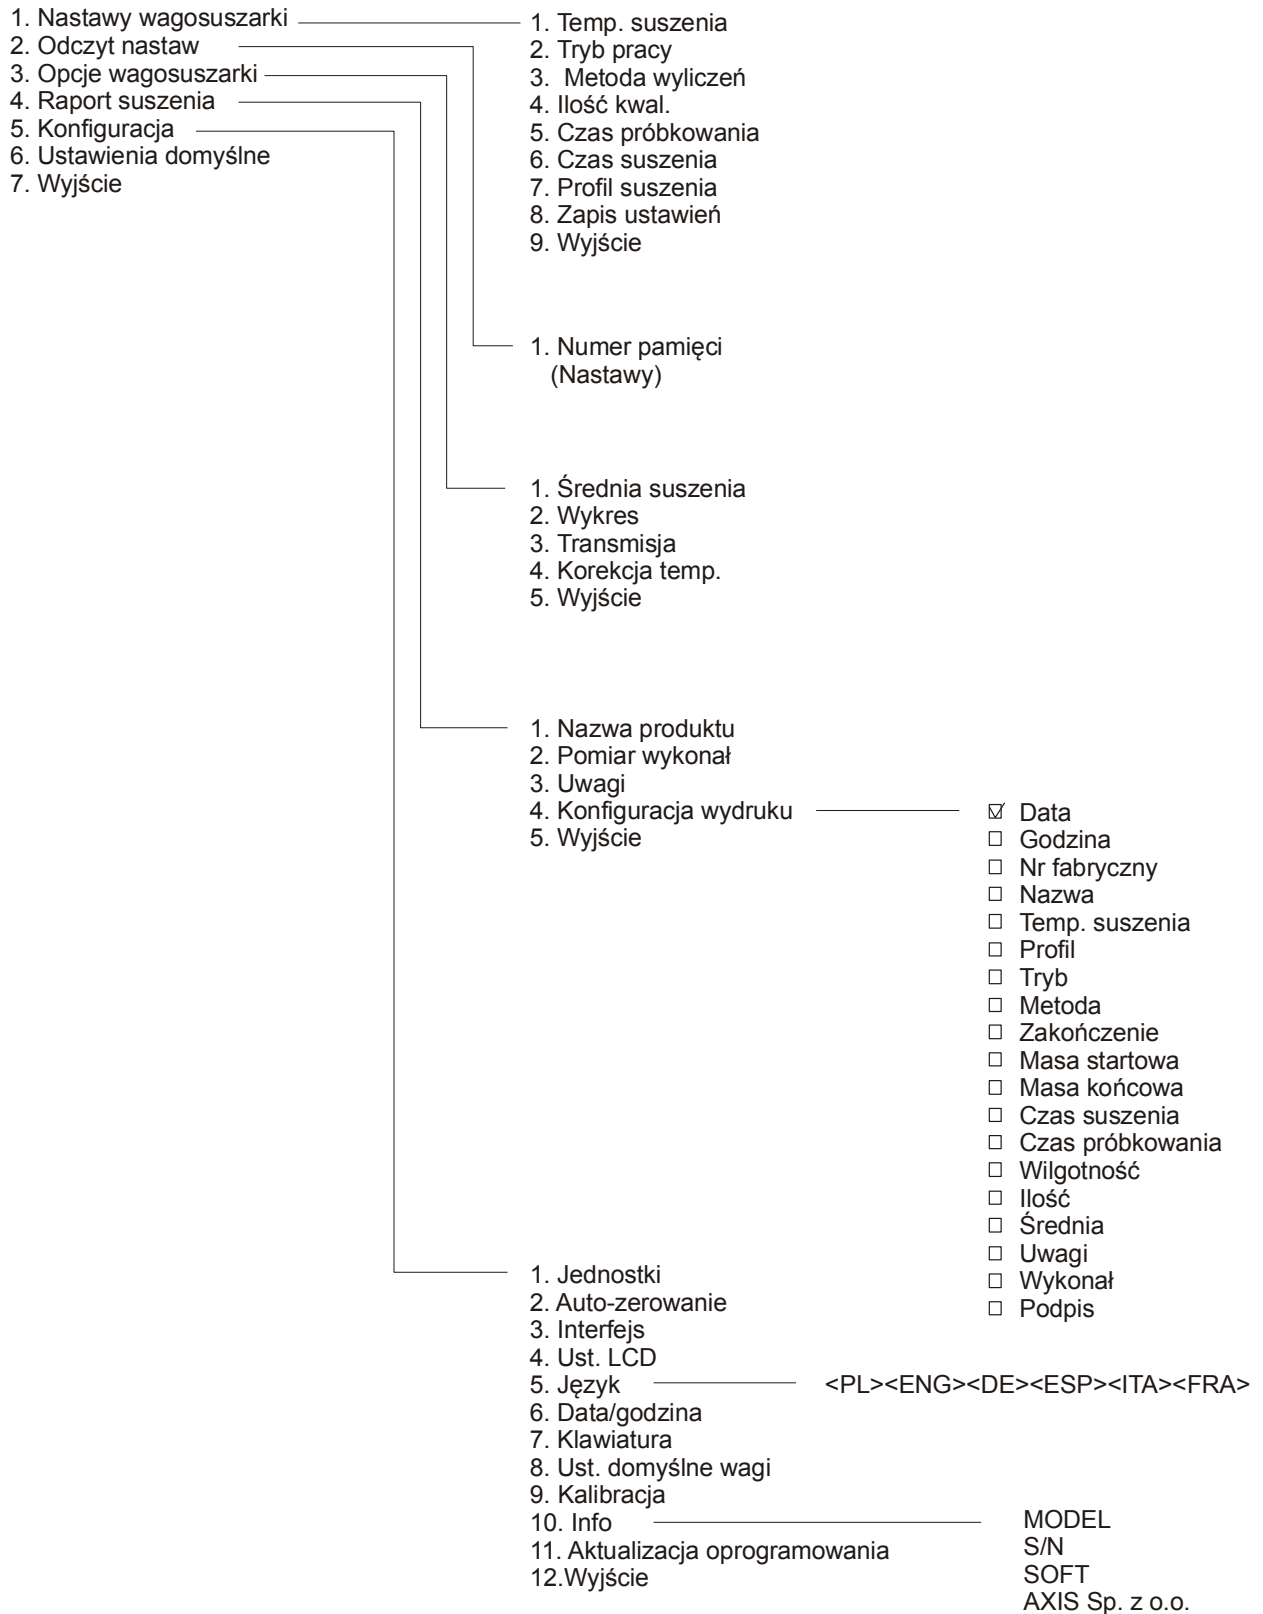 1. Nastawy wagosuszarki
2. Odczyt nastaw
3. Opcje wagosuszarki
4. Raport suszenia
5. Konfiguracja
6. Ustawienia domyślne
7. Wyjście
1. Temp. suszenia
2. Tryb pracy
3. Metoda wyliczeń
4. Ilość kwal.
5. Czas próbkowania
6. Czas suszenia
7. Profil suszenia
8. Zapis ustawień
9. Wyjście
1. Numer pamięci
(Nastawy)
1. Średnia suszenia
2. Wykres
3. Transmisja
4. Korekcja temp.
5. Wyjście
1. Nazwa produktu
2. Pomiar wykonał
3. Uwagi
4. Konfiguracja wydruku
5. Wyjście
Data
Godzina
Nr fabryczny
Nazwa
Temp. suszenia
Profil
Tryb
Metoda
Zakończenie
Masa startowa
Masa końcowa
Czas suszenia
Czas próbkowania
Wilgotność
Ilość
Średnia
Uwagi
Wykonał
Podpis
1. Jednostki
2. Auto-zerowanie
3. Interfejs
4. Ust. LCD
5. Język
<PL><ENG><DE><ESP><ITA><FRA>
6. Data/godzina
7. Klawiatura
8. Ust. domyślne wagi
9. Kalibracja
10. Info
11. Aktualizacja oprogramowania
12.Wyjście
MODEL
S/N
SOFT
AXIS Sp. z o.o.